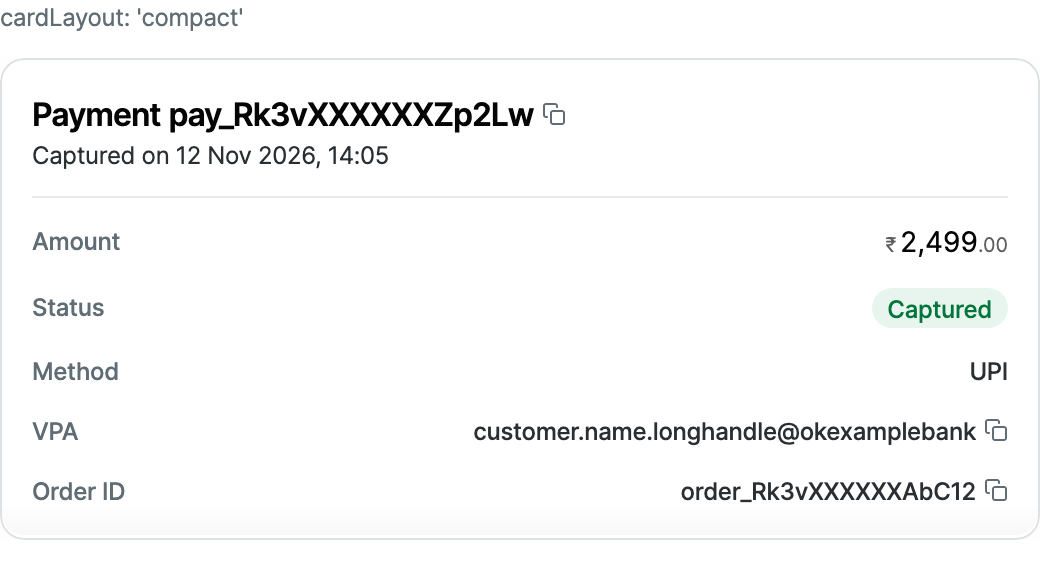 cardLayout: 'compact'
Payment pay_Rk3vXXXXXXZp2Lw
Captured on 12 Nov 2026, 14:05
Amount ₹2,499.00
Status Captured
Method UPI
VPA customer.name.longhandle@okexamplebank
Order ID order_Rk3vXXXXXXAbC12